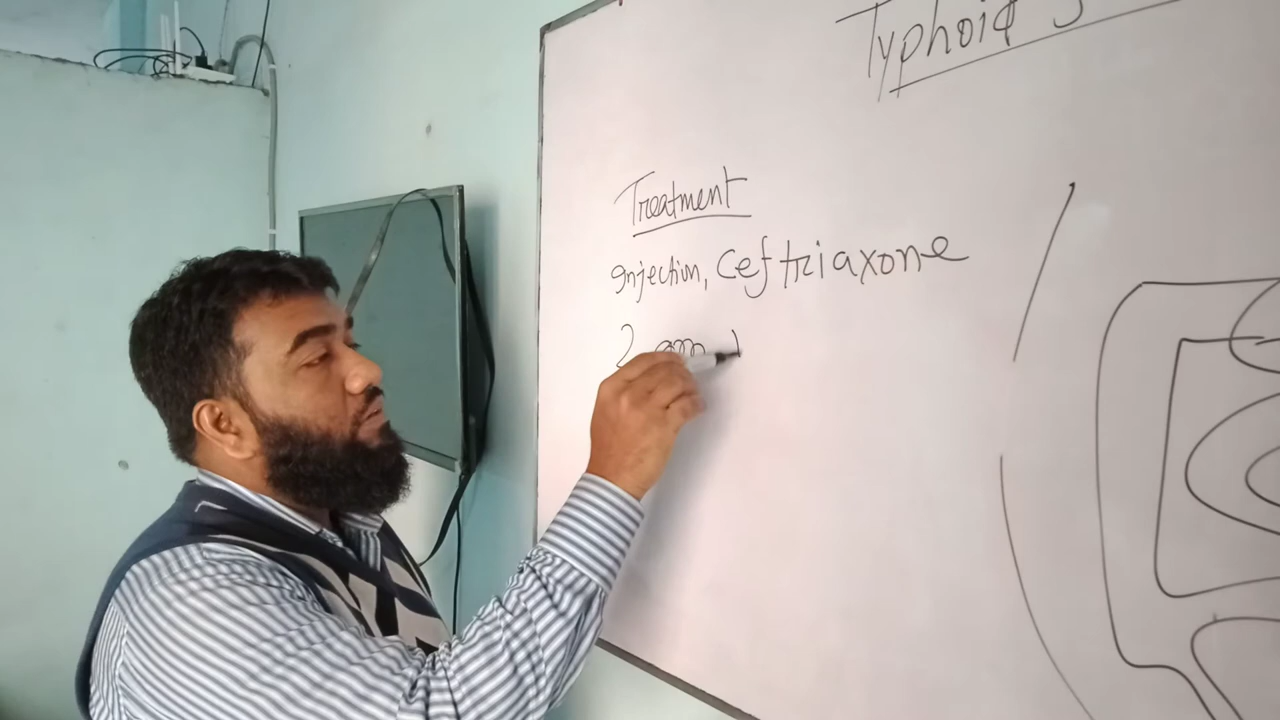 Typhoid
Treatment
Injection, Ceftriaxone
2 gm